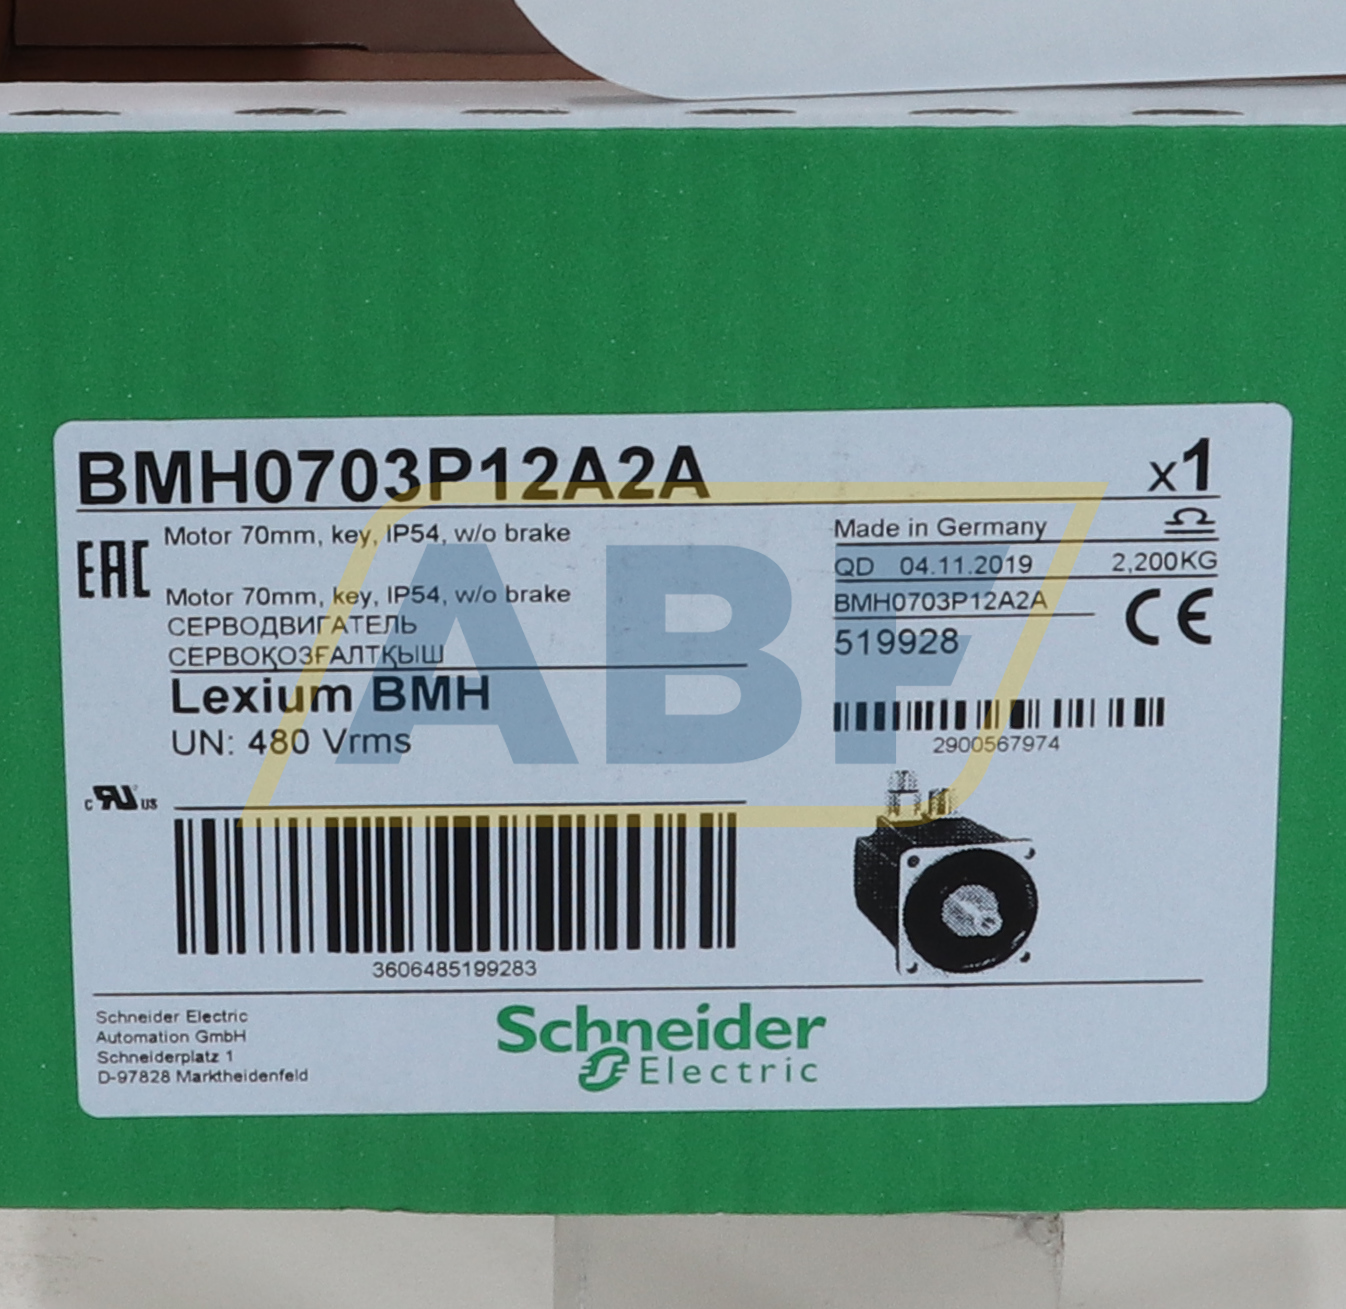 BMH0703P12A2A
x1
EAC
Motor 70mm, key, IP54, w/o brake
Motor 70mm, key, IP54, w/o brake
СЕРВОДВИГАТЕЛЬ
СЕРВОҚОЗҒАЛТҚЫШ
Lexium BMH
UN: 480 Vrms
Made in Germany
QD 04.11.2019
2,200KG
BMH0703P12A2A
CE
519928
2900567974
c RU US
3606485199283
Schneider Electric
Automation GmbH
Schneiderplatz 1
D-97828 Marktheidenfeld
Schneider
Electric
ABF